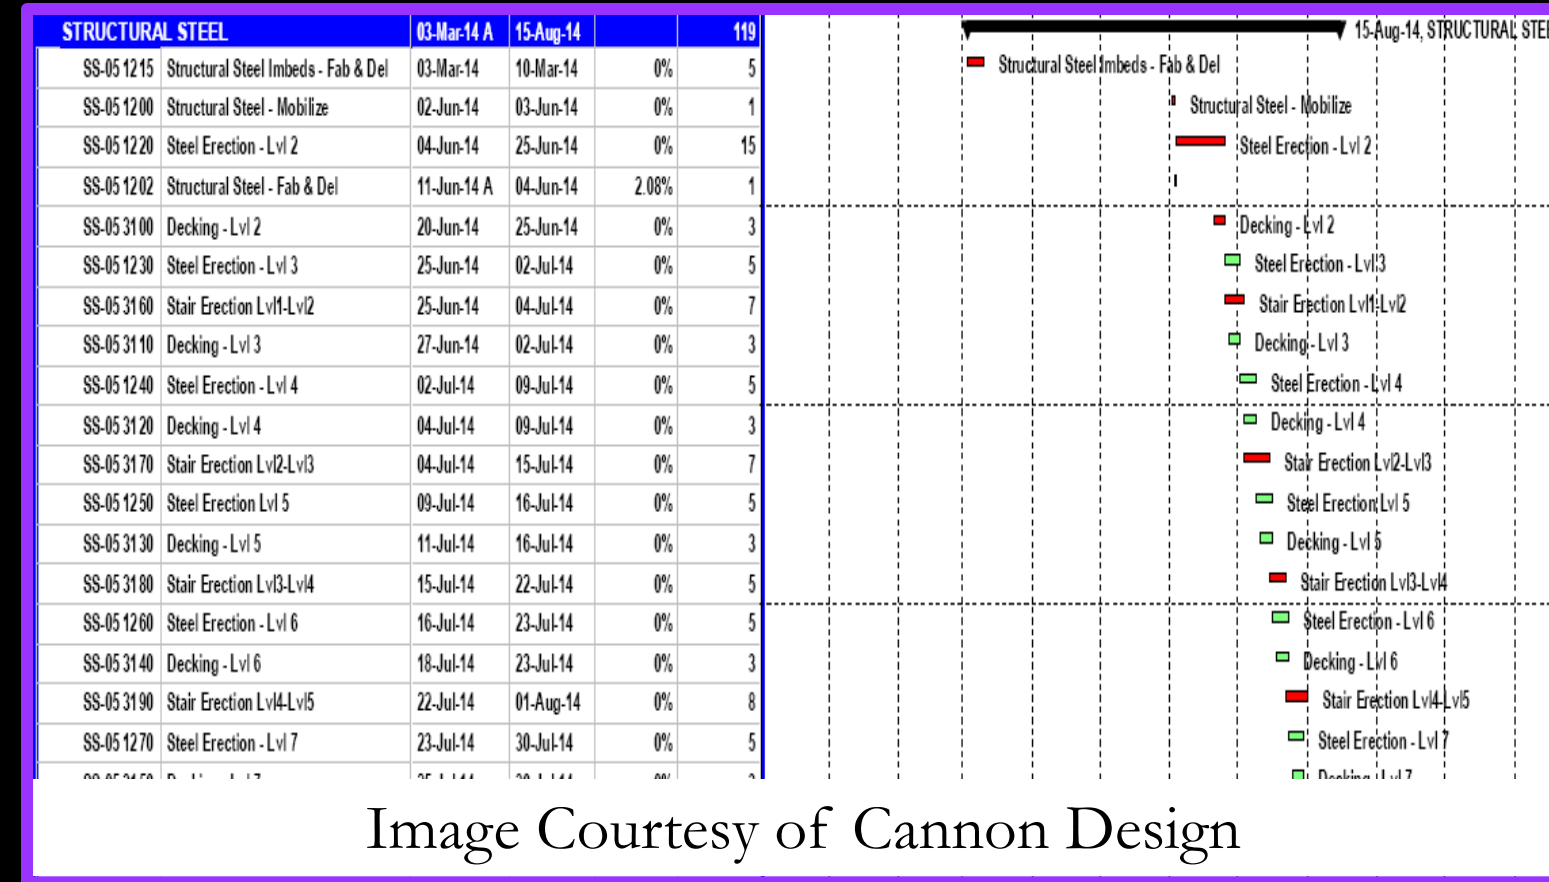 STRUCTURAL STEEL 03-Mar-14 A 15-Aug-14 119 15-Aug-14, STRUCTURAL STEE
SS-05 1215 Structural Steel Imbeds - Fab & Del 03-Mar-14 10-Mar-14 0% 5 Structural Steel Imbeds - Fab & Del
SS-05 1200 Structural Steel - Mobilize 02-Jun-14 03-Jun-14 0% 1 Structural Steel - Mobilize
SS-05 1220 Steel Erection - Lvl 2 04-Jun-14 25-Jun-14 0% 15 Steel Erection - Lvl 2
SS-05 1202 Structural Steel - Fab & Del 11-Jun-14 A 04-Jun-14 2.08% 1
SS-05 3100 Decking - Lvl 2 20-Jun-14 25-Jun-14 0% 3 Decking - Lvl 2
SS-05 1230 Steel Erection - Lvl 3 25-Jun-14 02-Jul-14 0% 5 Steel Erection - Lvl 3
SS-05 3160 Stair Erection Lvl1-Lvl2 25-Jun-14 04-Jul-14 0% 7 Stair Erection Lvl1-Lvl2
SS-05 3110 Decking - Lvl 3 27-Jun-14 02-Jul-14 0% 3 Decking - Lvl 3
SS-05 1240 Steel Erection - Lvl 4 02-Jul-14 09-Jul-14 0% 5 Steel Erection - Lvl 4
SS-05 3120 Decking - Lvl 4 04-Jul-14 09-Jul-14 0% 3 Decking - Lvl 4
SS-05 3170 Stair Erection Lvl2-Lvl3 04-Jul-14 15-Jul-14 0% 7 Stair Erection Lvl2-Lvl3
SS-05 1250 Steel Erection Lvl 5 09-Jul-14 16-Jul-14 0% 5 Steel Erection Lvl 5
SS-05 3130 Decking - Lvl 5 11-Jul-14 16-Jul-14 0% 3 Decking - Lvl 5
SS-05 3180 Stair Erection Lvl3-Lvl4 15-Jul-14 22-Jul-14 0% 5 Stair Erection Lvl3-Lvl4
SS-05 1260 Steel Erection - Lvl 6 16-Jul-14 23-Jul-14 0% 5 Steel Erection - Lvl 6
SS-05 3140 Decking - Lvl 6 18-Jul-14 23-Jul-14 0% 3 Decking - Lvl 6
SS-05 3190 Stair Erection Lvl4-Lvl5 22-Jul-14 01-Aug-14 0% 8 Stair Erection Lvl4-Lvl5
SS-05 1270 Steel Erection - Lvl 7 23-Jul-14 30-Jul-14 0% 5 Steel Erection - Lvl 7
Decking - Lvl 7
Image Courtesy of Cannon Design